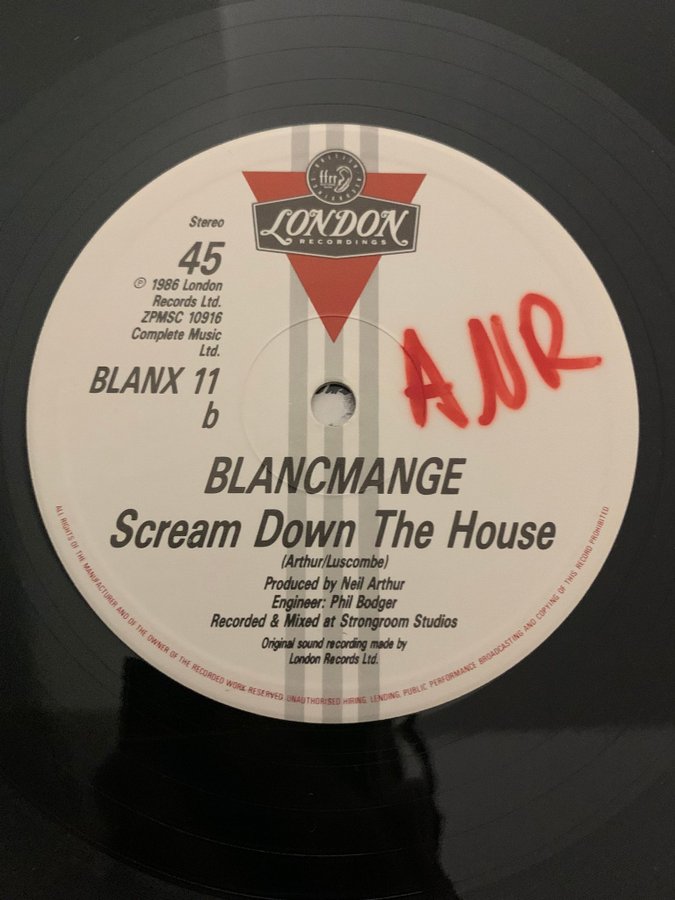 BRITISH RECORDINGS
ffrr
LONDON
RECORDINGS
Stereo
45
℗ 1986 London
Records Ltd.
ZPMSC 10916
Complete Music
Ltd.
BLANX 11
b
ANR
BLANCMANGE
Scream Down The House
(Arthur/Luscombe)
Produced by Neil Arthur
Engineer: Phil Bodger
Recorded & Mixed at Strongroom Studios
Original sound recording made by
London Records Ltd.
ALL RIGHTS OF THE MANUFACTURER AND OF THE OWNER OF THE RECORDED WORK RESERVED UNAUTHORISED HIRING, LENDING, PUBLIC PERFORMANCE BROADCASTING AND COPYING OF THIS RECORD PROHIBITED